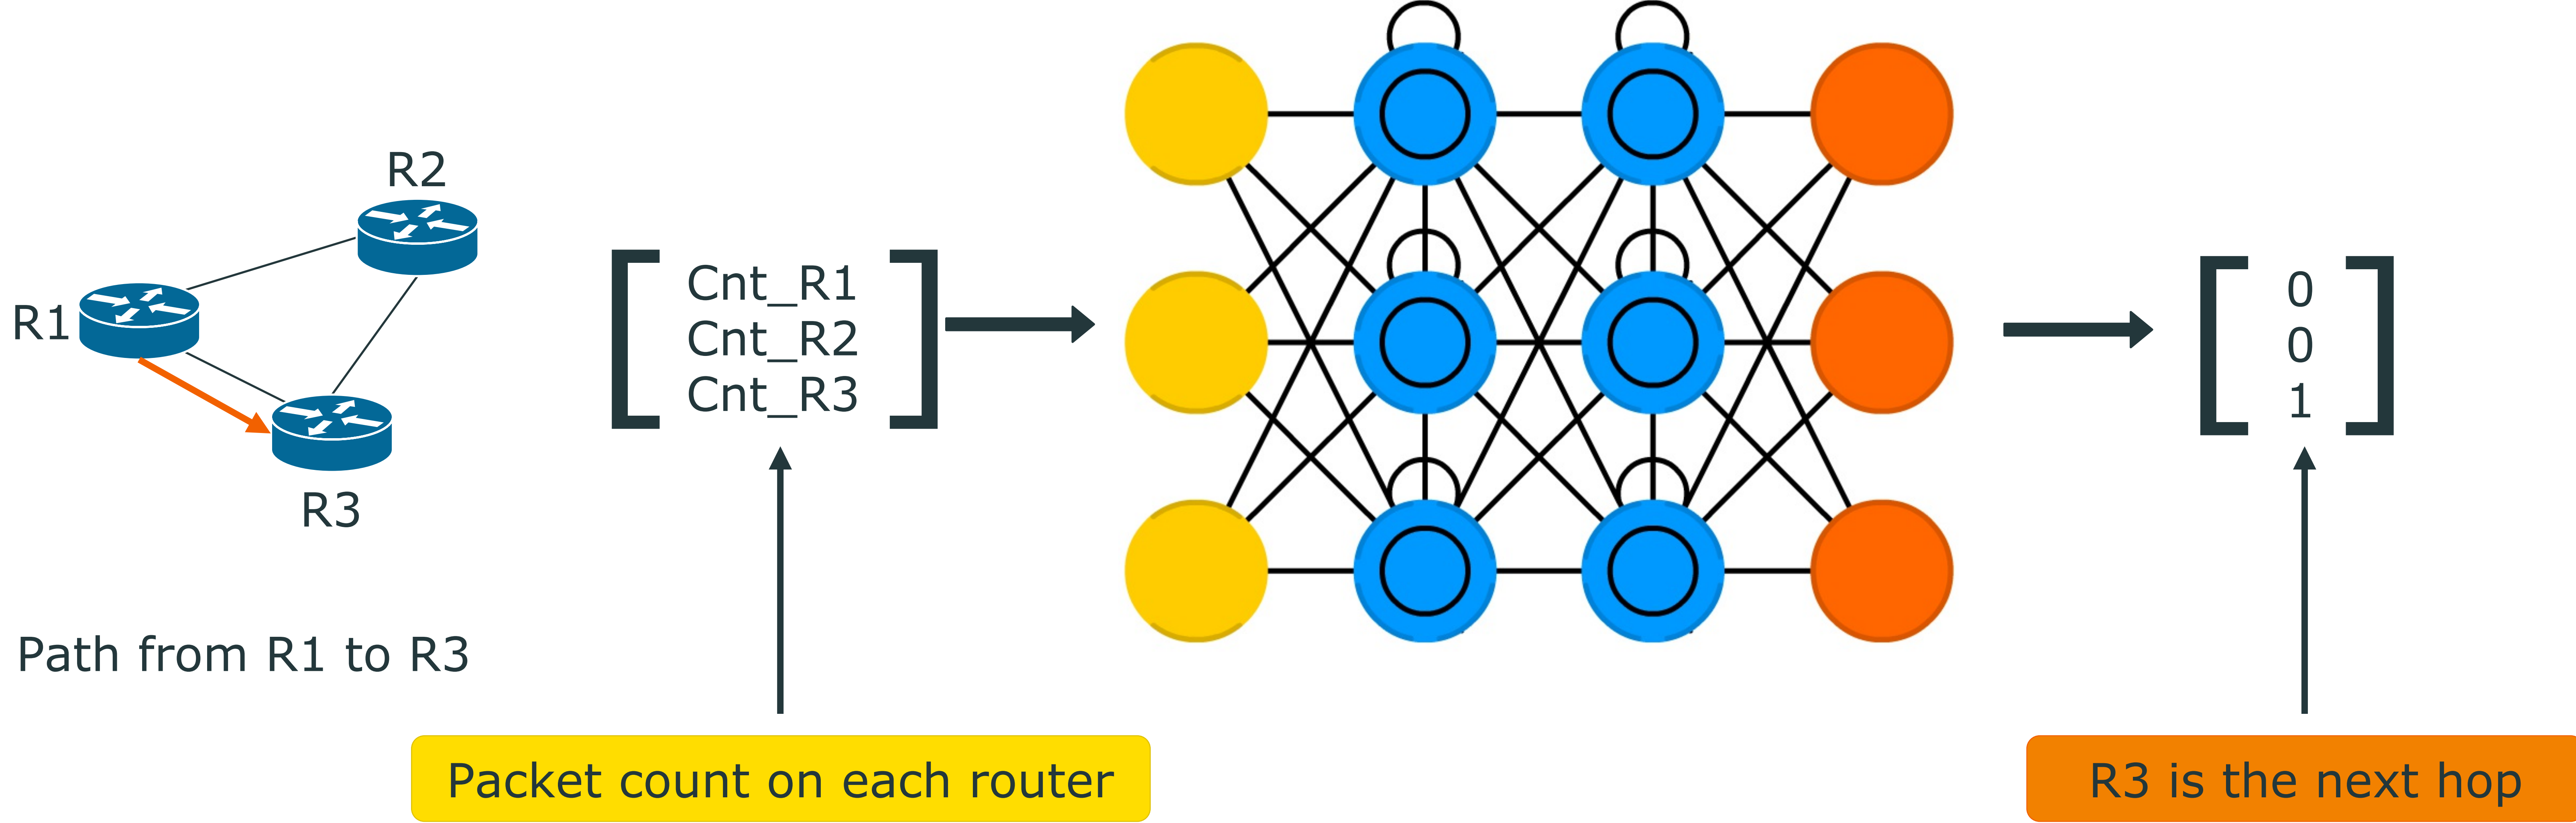 R2
R1
R3
Path from R1 to R3
Cnt_R1
Cnt_R2
Cnt_R3
Packet count on each router
0
0
1
R3 is the next hop